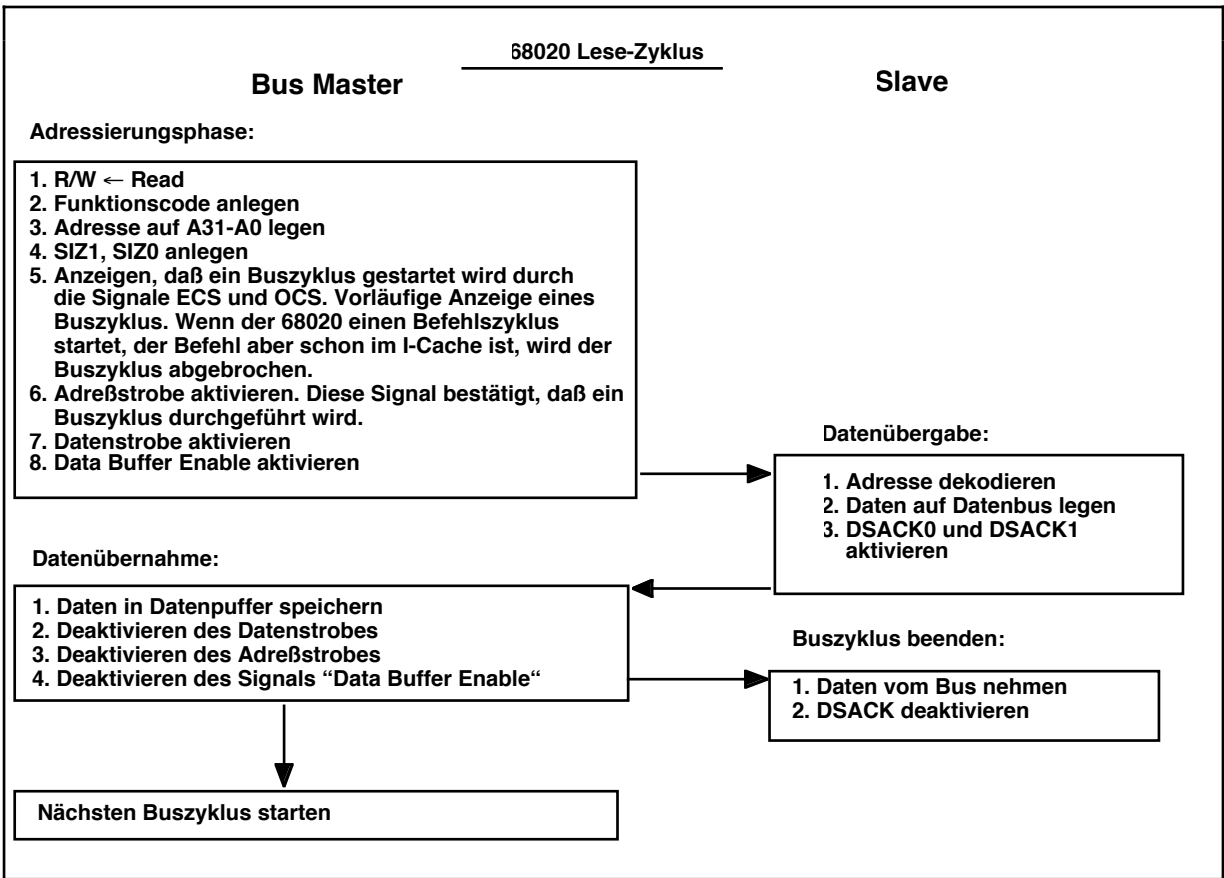 68020 Lese-Zyklus
Bus Master
Slave
Adressierungsphase:
1. R/W ← Read
2. Funktionscode anlegen
3. Adresse auf A31-A0 legen
4. SIZ1, SIZ0 anlegen
5. Anzeigen, daß ein Buszyklus gestartet wird durch
die Signale ECS und OCS. Vorläufige Anzeige eines
Buszyklus. Wenn der 68020 einen Befehlszyklus
startet, der Befehl aber schon im I-Cache ist, wird der
Buszyklus abgebrochen.
6. Adreßstrobe aktivieren. Diese Signal bestätigt, daß ein
Buszyklus durchgeführt wird.
7. Datenstrobe aktivieren
8. Data Buffer Enable aktivieren
Datenübergabe:
1. Adresse dekodieren
2. Daten auf Datenbus legen
3. DSACK0 und DSACK1
aktivieren
Datenübernahme:
1. Daten in Datenpuffer speichern
2. Deaktivieren des Datenstrobes
3. Deaktivieren des Adreßstrobes
4. Deaktivieren des Signals “Data Buffer Enable“
Buszyklus beenden:
1. Daten vom Bus nehmen
2. DSACK deaktivieren
Nächsten Buszyklus starten